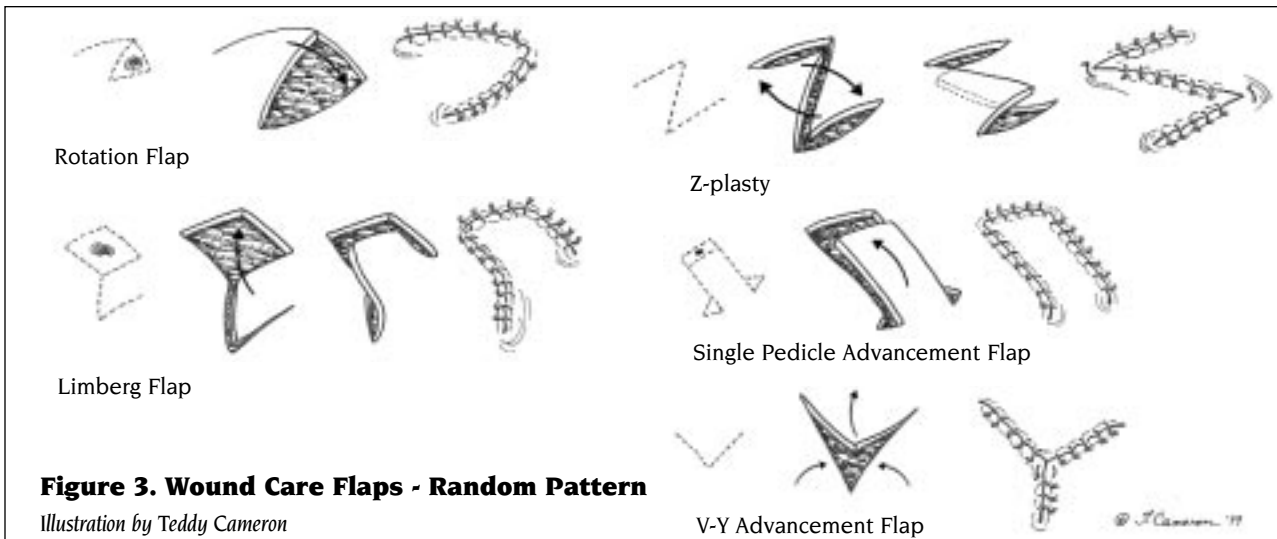 Rotation Flap
Z-plasty
Limberg Flap
Single Pedicle Advancement Flap
V-Y Advancement Flap
Figure 3. Wound Care Flaps - Random Pattern
Illustration by Teddy Cameron
© T Cameron '99